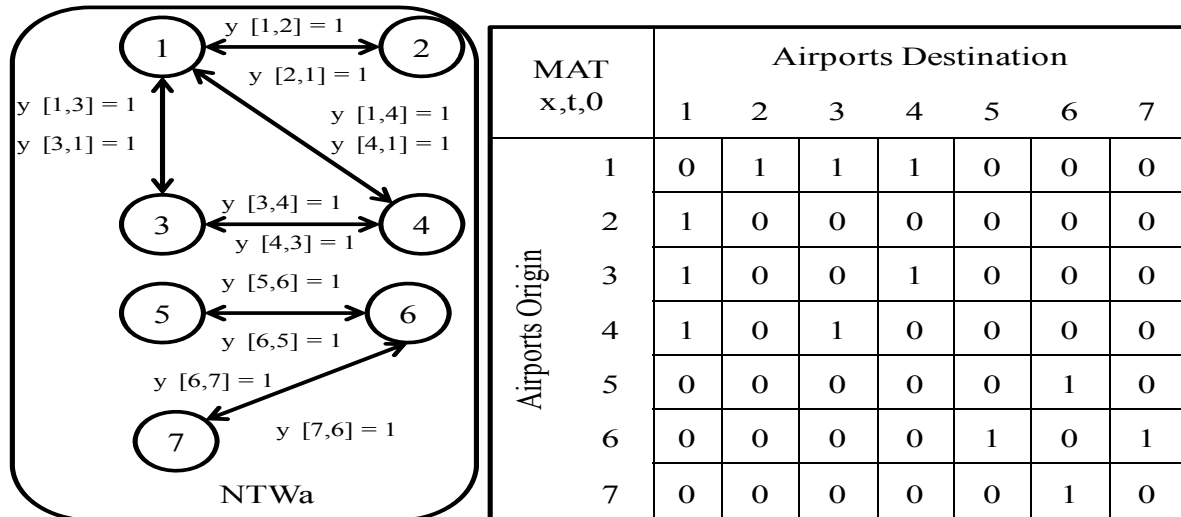 y [1,2] = 1
1
2
y [2,1] = 1
y [1,3] = 1
y [3,1] = 1
y [1,4] = 1
y [4,1] = 1
3
y [3,4] = 1
4
y [4,3] = 1
5
y [5,6] = 1
6
y [6,5] = 1
y [6,7] = 1
7
y [7,6] = 1
NTWa
MAT
x,t,0
Airports Destination
1 2 3 4 5 6 7
Airports Origin
1 0 1 1 1 0 0 0
2 1 0 0 0 0 0 0
3 1 0 0 1 0 0 0
4 1 0 1 0 0 0 0
5 0 0 0 0 0 1 0
6 0 0 0 0 1 0 1
7 0 0 0 0 0 1 0